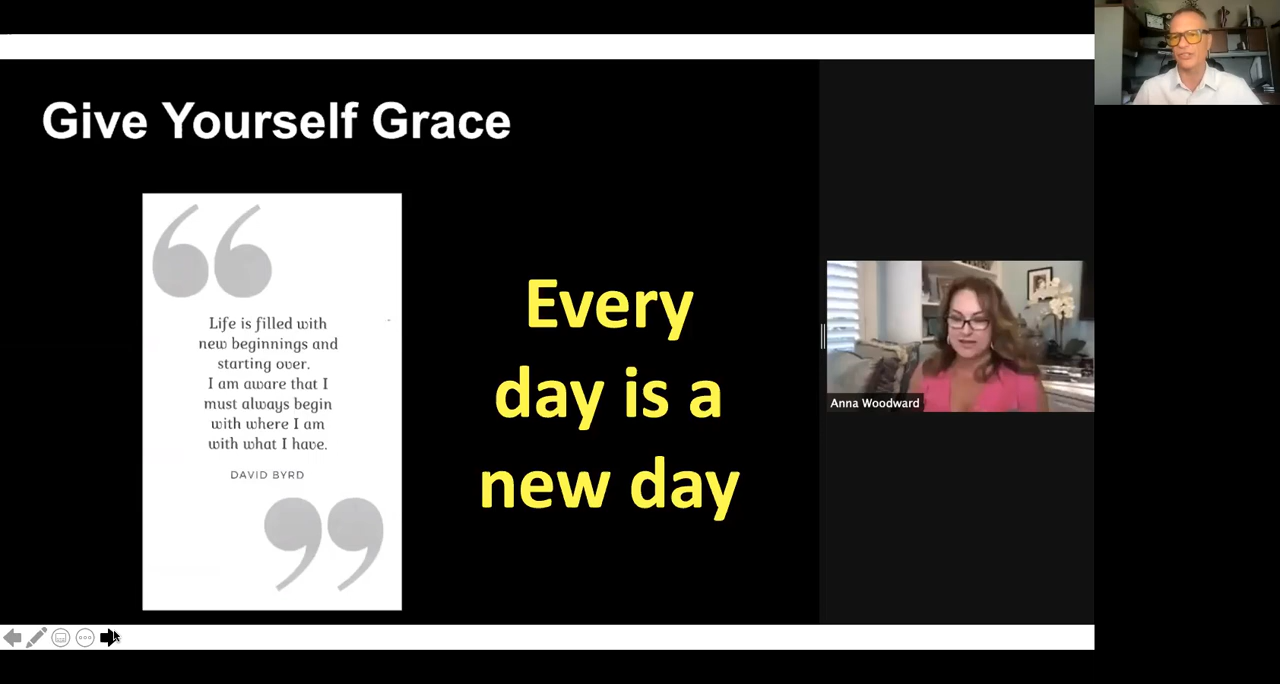 Give Yourself Grace
Life is filled with
new beginnings and
starting over.
I am aware that I
must always begin
with where I am
with what I have.
DAVID BYRD
Every
day is a
new day
Anna Woodward